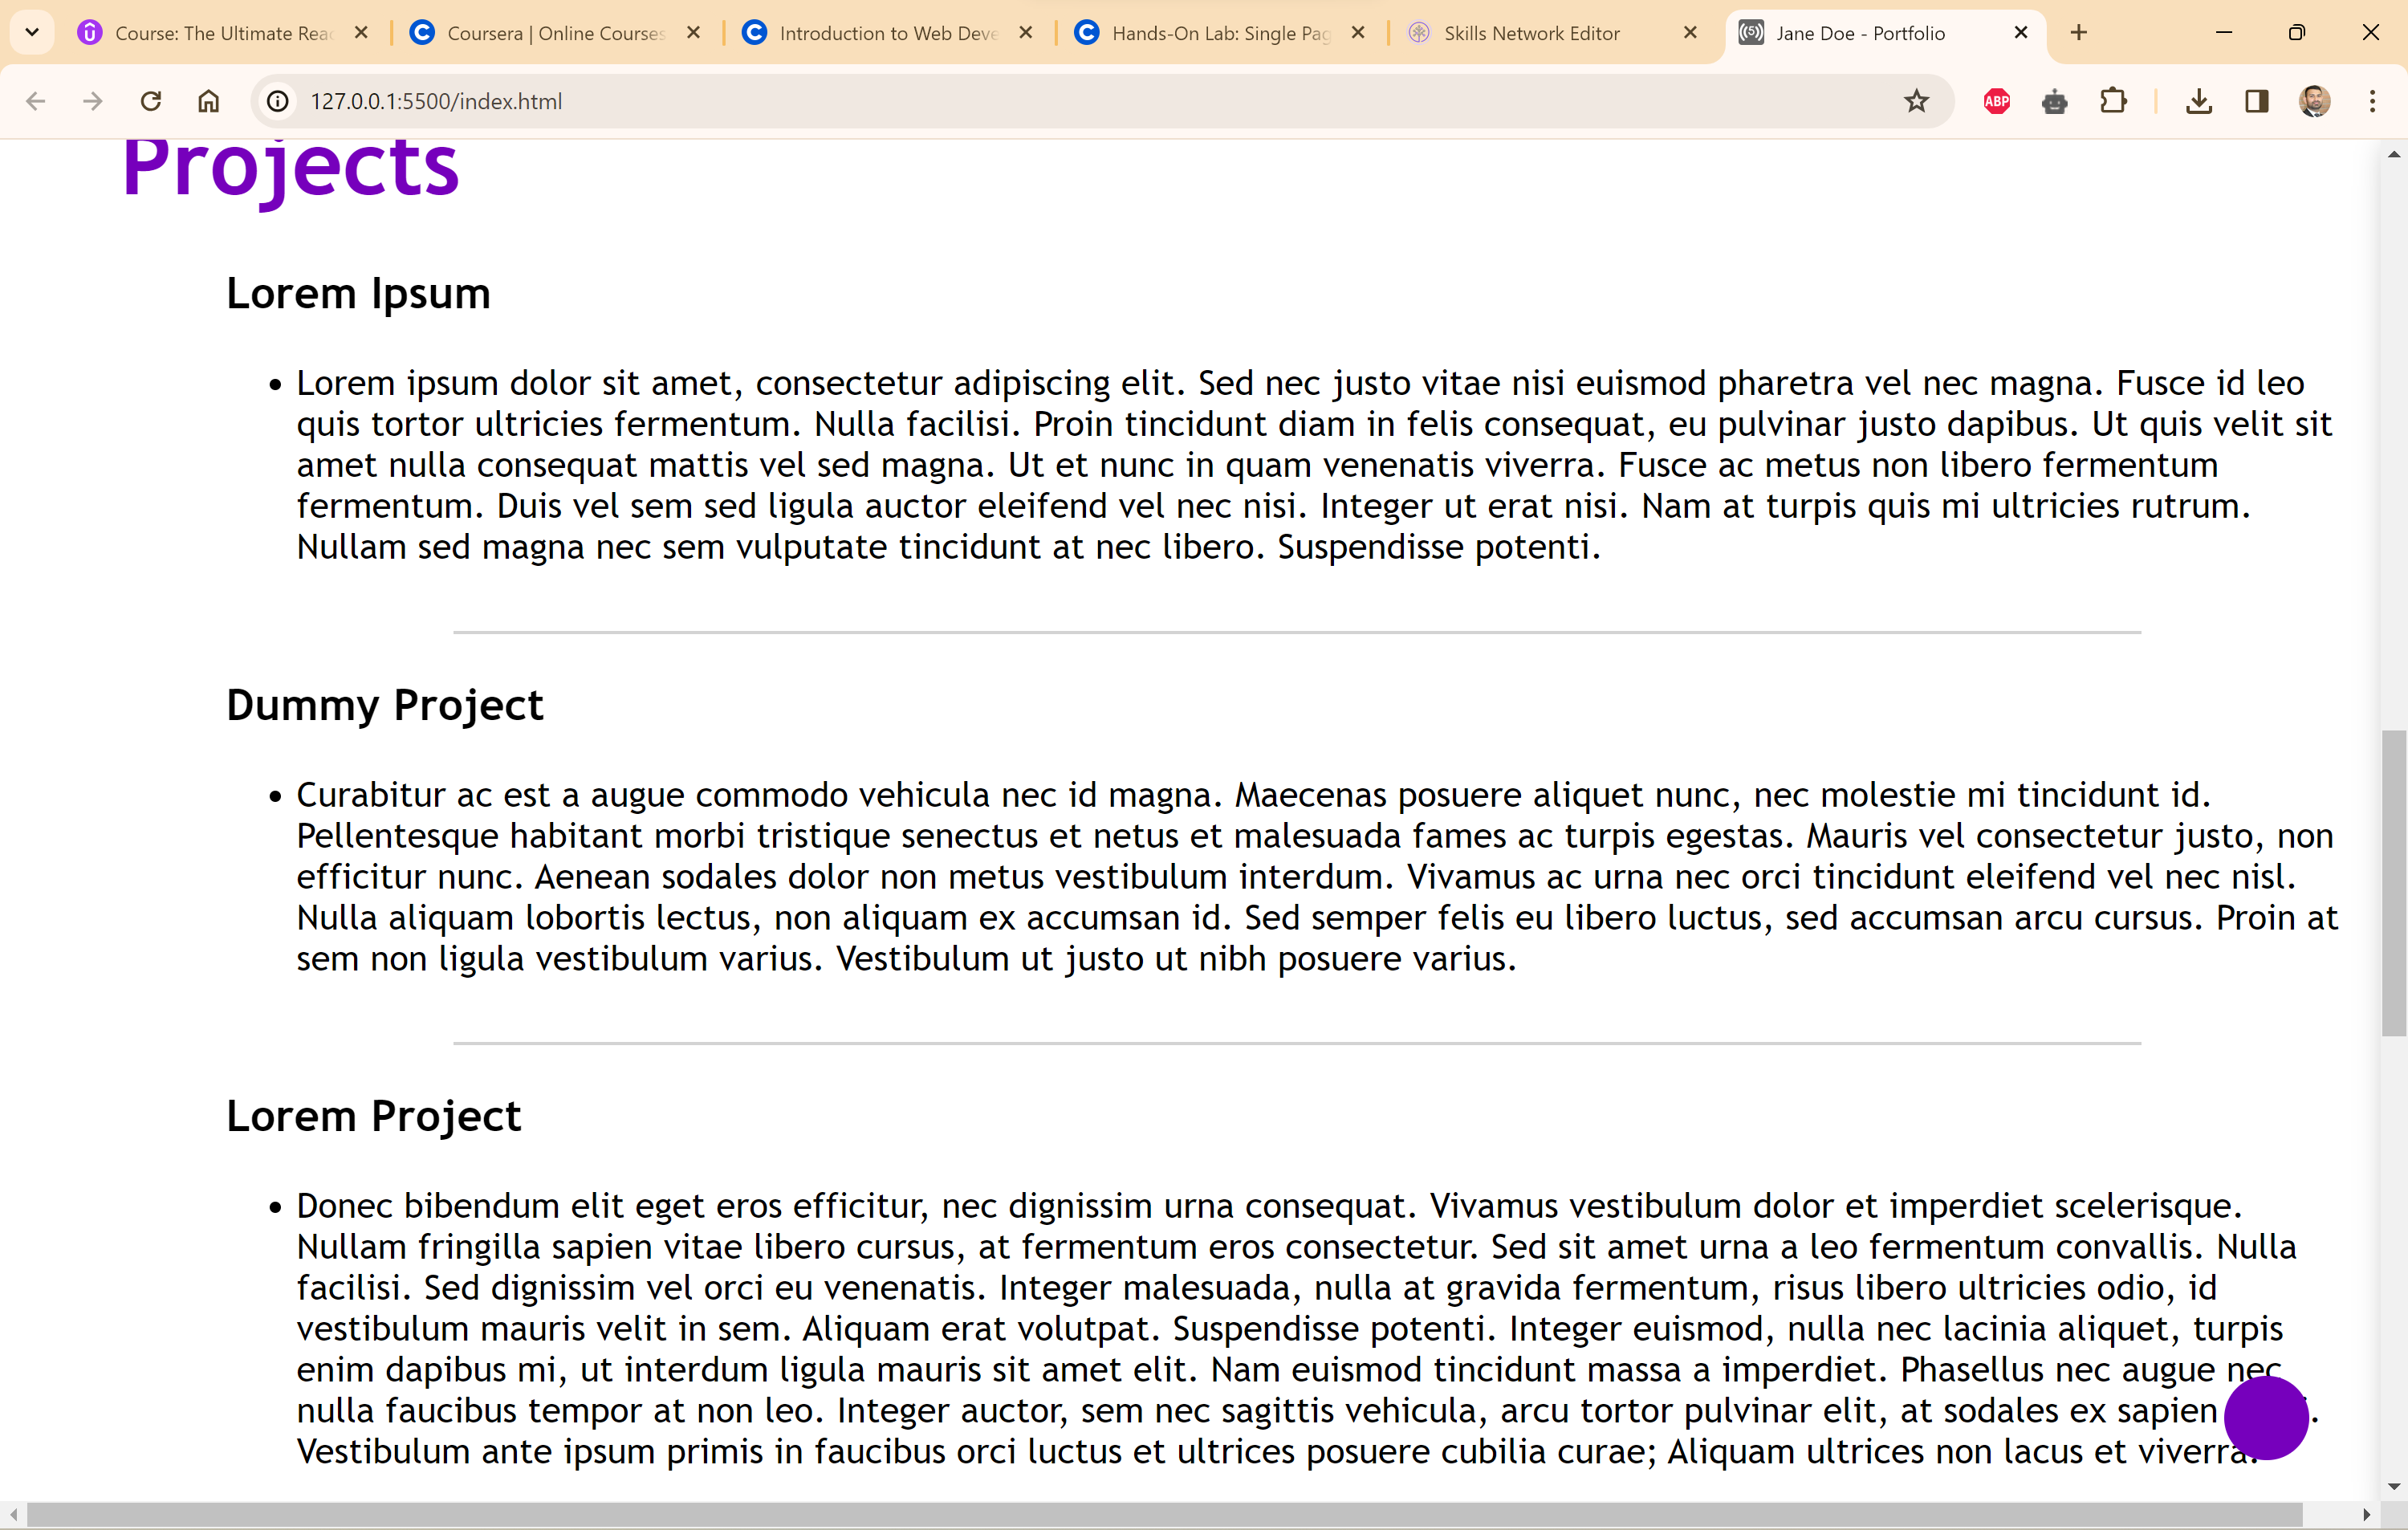 Course: The Ultimate Reac
Coursera | Online Courses
Introduction to Web Deve
Hands-On Lab: Single Pag
Skills Network Editor
Jane Doe - Portfolio
127.0.0.1:5500/index.html
ABP
Projects
Lorem Ipsum
Lorem ipsum dolor sit amet, consectetur adipiscing elit. Sed nec justo vitae nisi euismod pharetra vel nec magna. Fusce id leo
quis tortor ultricies fermentum. Nulla facilisi. Proin tincidunt diam in felis consequat, eu pulvinar justo dapibus. Ut quis velit sit
amet nulla consequat mattis vel sed magna. Ut et nunc in quam venenatis viverra. Fusce ac metus non libero fermentum
fermentum. Duis vel sem sed ligula auctor eleifend vel nec nisi. Integer ut erat nisi. Nam at turpis quis mi ultricies rutrum.
Nullam sed magna nec sem vulputate tincidunt at nec libero. Suspendisse potenti.
Dummy Project
Curabitur ac est a augue commodo vehicula nec id magna. Maecenas posuere aliquet nunc, nec molestie mi tincidunt id.
Pellentesque habitant morbi tristique senectus et netus et malesuada fames ac turpis egestas. Mauris vel consectetur justo, non
efficitur nunc. Aenean sodales dolor non metus vestibulum interdum. Vivamus ac urna nec orci tincidunt eleifend vel nec nisl.
Nulla aliquam lobortis lectus, non aliquam ex accumsan id. Sed semper felis eu libero luctus, sed accumsan arcu cursus. Proin at
sem non ligula vestibulum varius. Vestibulum ut justo ut nibh posuere varius.
Lorem Project
Donec bibendum elit eget eros efficitur, nec dignissim urna consequat. Vivamus vestibulum dolor et imperdiet scelerisque.
Nullam fringilla sapien vitae libero cursus, at fermentum eros consectetur. Sed sit amet urna a leo fermentum convallis. Nulla
facilisi. Sed dignissim vel orci eu venenatis. Integer malesuada, nulla at gravida fermentum, risus libero ultricies odio, id
vestibulum mauris velit in sem. Aliquam erat volutpat. Suspendisse potenti. Integer euismod, nulla nec lacinia aliquet, turpis
enim dapibus mi, ut interdum ligula mauris sit amet elit. Nam euismod tincidunt massa a imperdiet. Phasellus nec augue nec
nulla faucibus tempor at non leo. Integer auctor, sem nec sagittis vehicula, arcu tortor pulvinar elit, at sodales ex sapien .
Vestibulum ante ipsum primis in faucibus orci luctus et ultrices posuere cubilia curae; Aliquam ultrices non lacus et viverra.